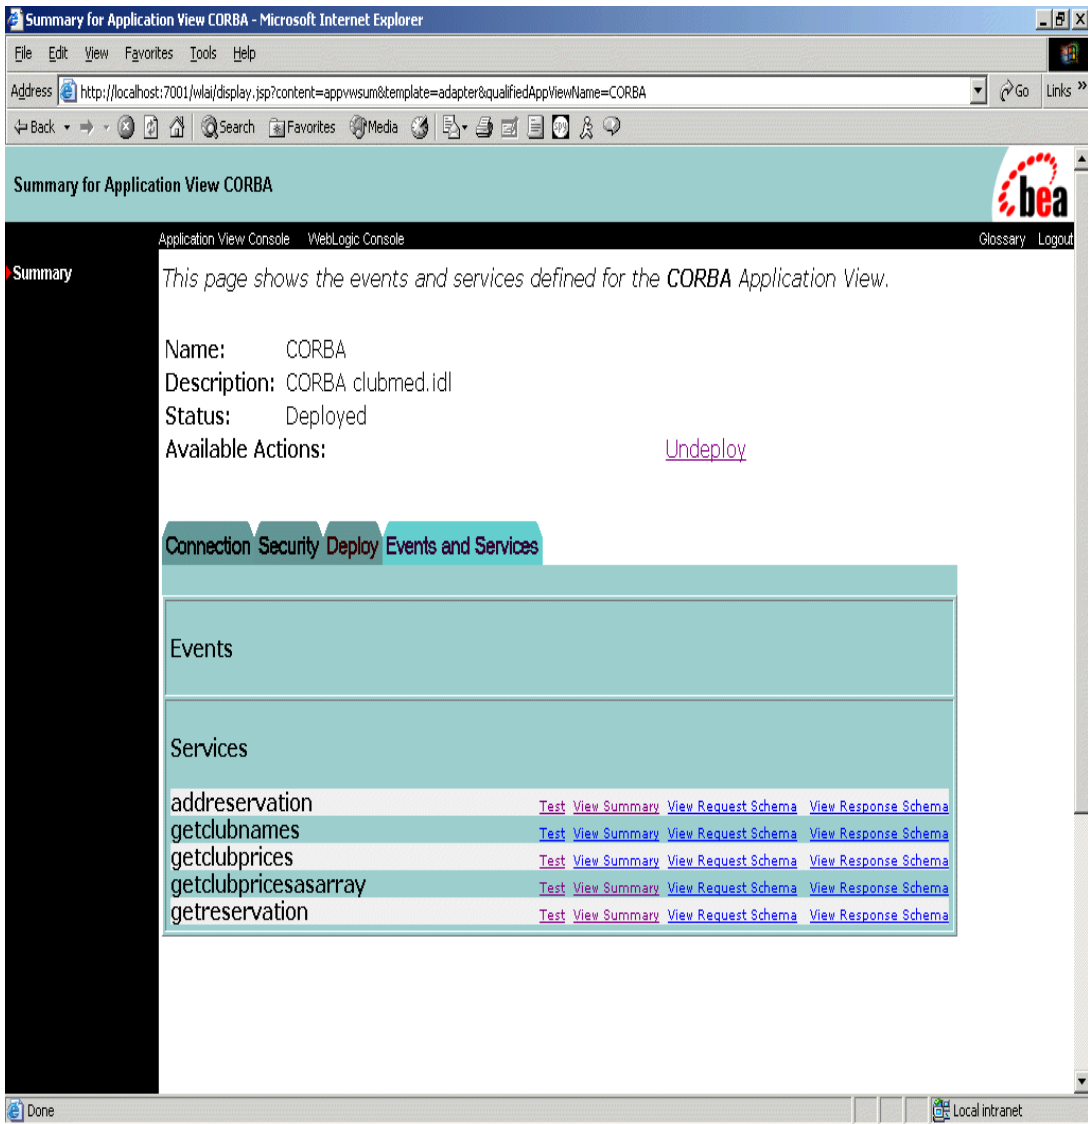 Summary for Application View CORBA - Microsoft Internet Explorer
File Edit View Favorites Tools Help
Address http://localhost:7001/wlai/display.jsp?content=appvwsum&template=adapter&qualifiedAppViewName=CORBA Go Links »
Back Search Favorites Media
Summary for Application View CORBA
bea
Application View Console WebLogic Console Glossary Logout
Summary
This page shows the events and services defined for the CORBA Application View.
Name: CORBA
Description: CORBA clubmed.idl
Status: Deployed
Available Actions: Undeploy
Connection Security Deploy Events and Services
Events
Services
addreservation Test View Summary View Request Schema View Response Schema
getclubnames Test View Summary View Request Schema View Response Schema
getclubprices Test View Summary View Request Schema View Response Schema
getclubpricesasarray Test View Summary View Request Schema View Response Schema
getreservation Test View Summary View Request Schema View Response Schema
Done Local intranet